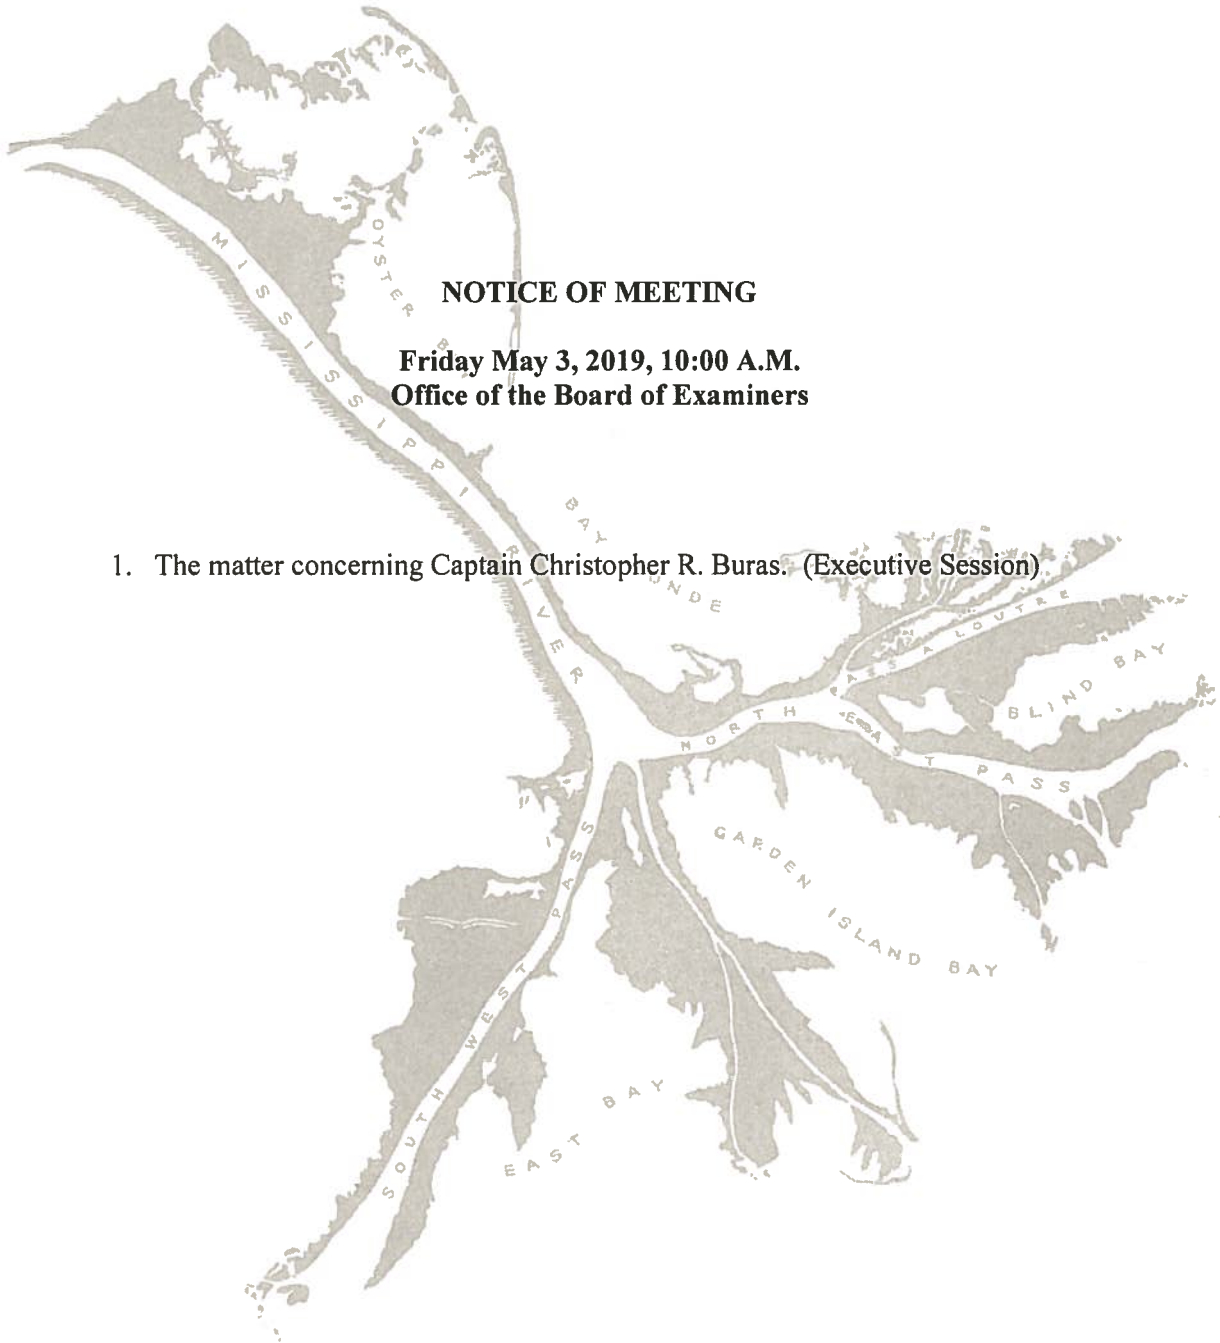 NOTICE OF MEETING
Friday May 3, 2019, 10:00 A.M.
Office of the Board of Examiners
1. The matter concerning Captain Christopher R. Buras. (Executive Session)
MISSISSIPPI RIVER
OYSTER B
BAY
UNDE
PASS A LOUTRE
BLIND BAY
NORTH EAST PASS
GARDEN ISLAND BAY
SOUTH WEST PASS
EAST BAY